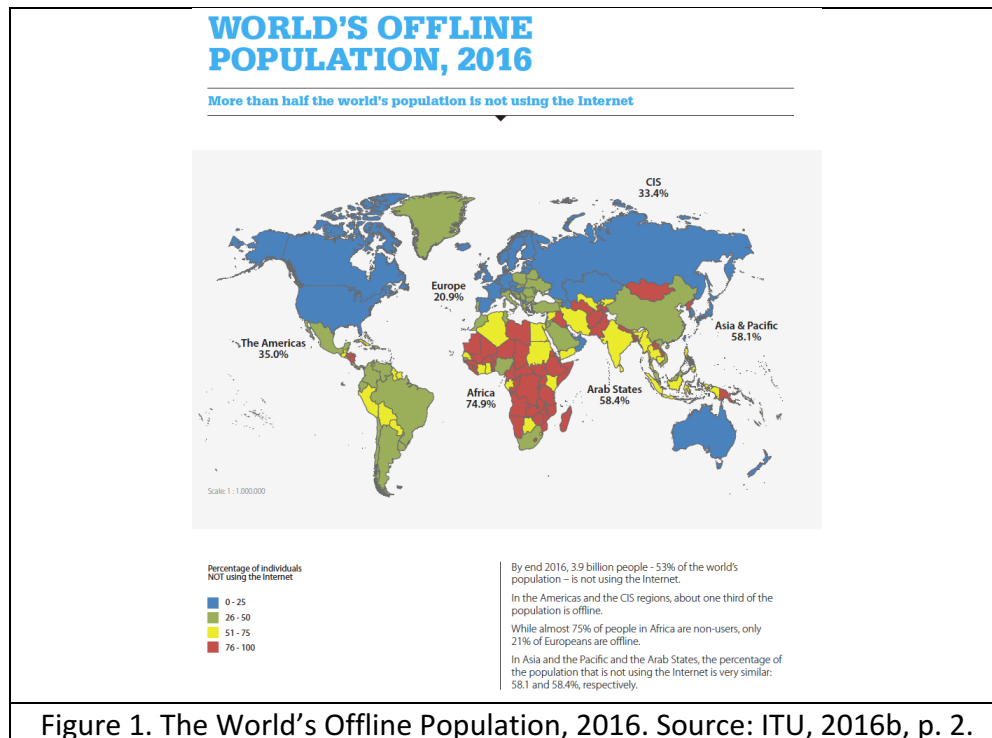 WORLD'S OFFLINE
POPULATION, 2016
More than half the world's population is not using the Internet
CIS
33.4%
Europe
20.9%
The Americas
35.0%
Asia & Pacific
58.1%
Africa
74.9%
Arab States
58.4%
Scale: 1 : 1.000.000
Percentage of individuals
NOT using the Internet
0 - 25
26 - 50
51 - 75
76 - 100
By end 2016, 3.9 billion people - 53% of the world's
population – is not using the Internet.
In the Americas and the CIS regions, about one third of the
population is offline.
While almost 75% of people in Africa are non-users, only
21% of Europeans are offline.
In Asia and the Pacific and the Arab States, the percentage of
the population that is not using the Internet is very similar:
58.1 and 58.4%, respectively.
Figure 1. The World's Offline Population, 2016. Source: ITU, 2016b, p. 2.